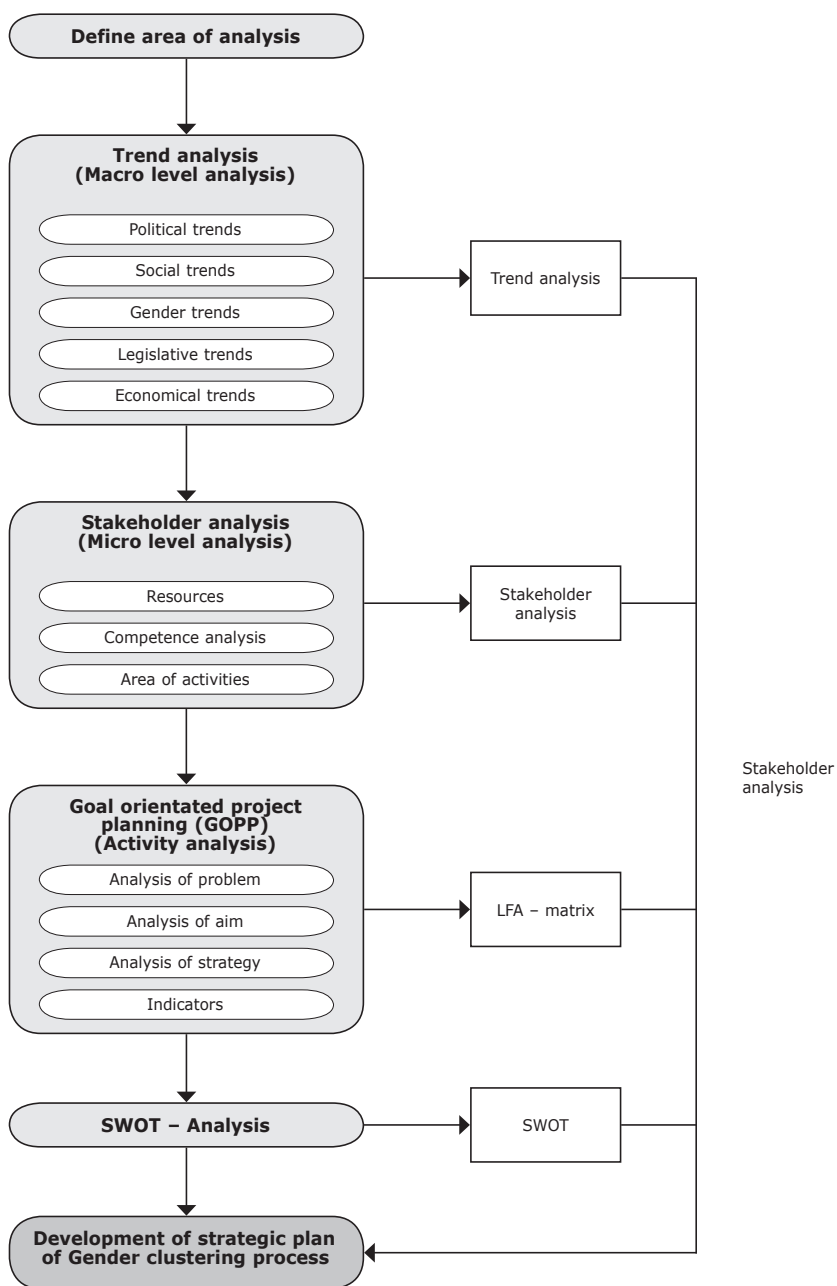 Define area of analysis
Trend analysis
(Macro level analysis)
Political trends
Social trends
Gender trends
Legislative trends
Economical trends
Trend analysis
Stakeholder analysis
(Micro level analysis)
Resources
Competence analysis
Area of activities
Stakeholder
analysis
Stakeholder
analysis
Goal orientated project
planning (GOPP)
(Activity analysis)
Analysis of problem
Analysis of aim
Analysis of strategy
Indicators
LFA – matrix
SWOT – Analysis
SWOT
Development of strategic plan
of Gender clustering process